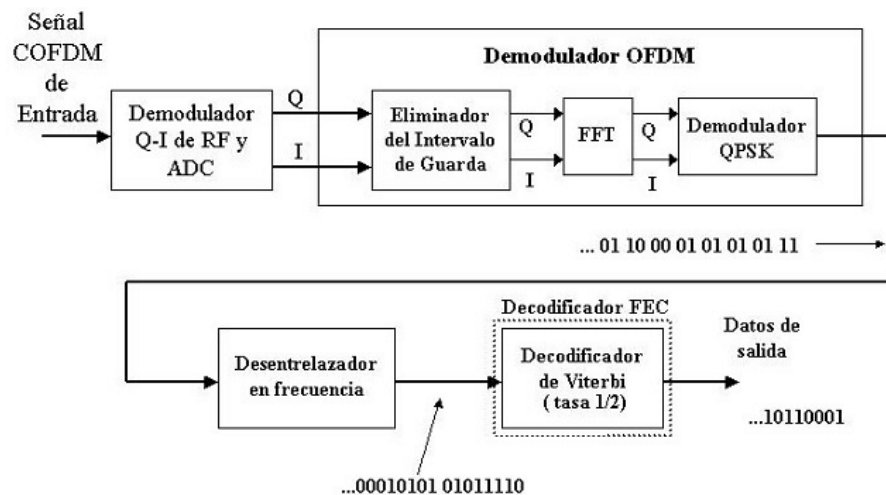 Señal
COFDM
de
Entrada
Demodulador OFDM
Demodulador
Q-I de RF y
ADC
Q
I
Eliminador
del Intervalo
de Guarda
Q
I
FFT
Q
I
Demodulador
QPSK
... 01 10 00 01 01 01 01 11
Decodificador FEC
Desentrelazador
en frecuencia
Decodificador
de Viterbi
( tasa 1/2)
Datos de
salida
...10110001
...00010101 01011110